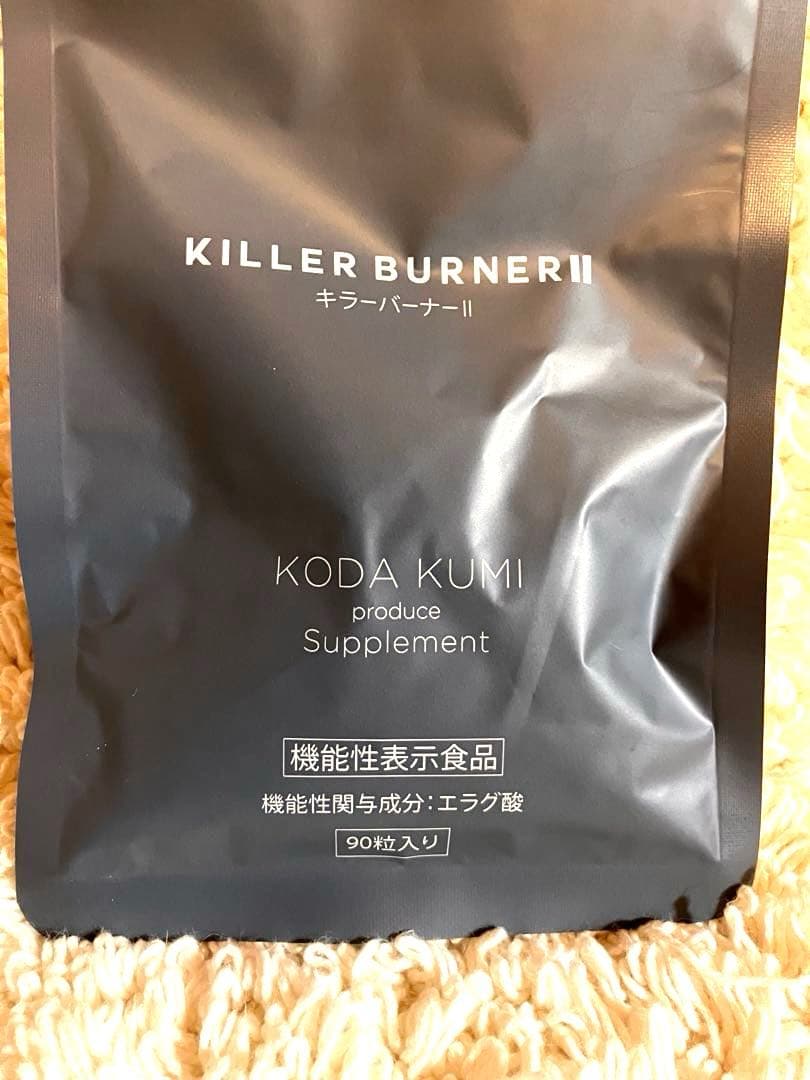 KILLER BURNERⅡ
キラーバーナーⅡ
KODA KUMI
produce
Supplement
機能性表示食品
機能性関与成分：エラグ酸
90粒入り